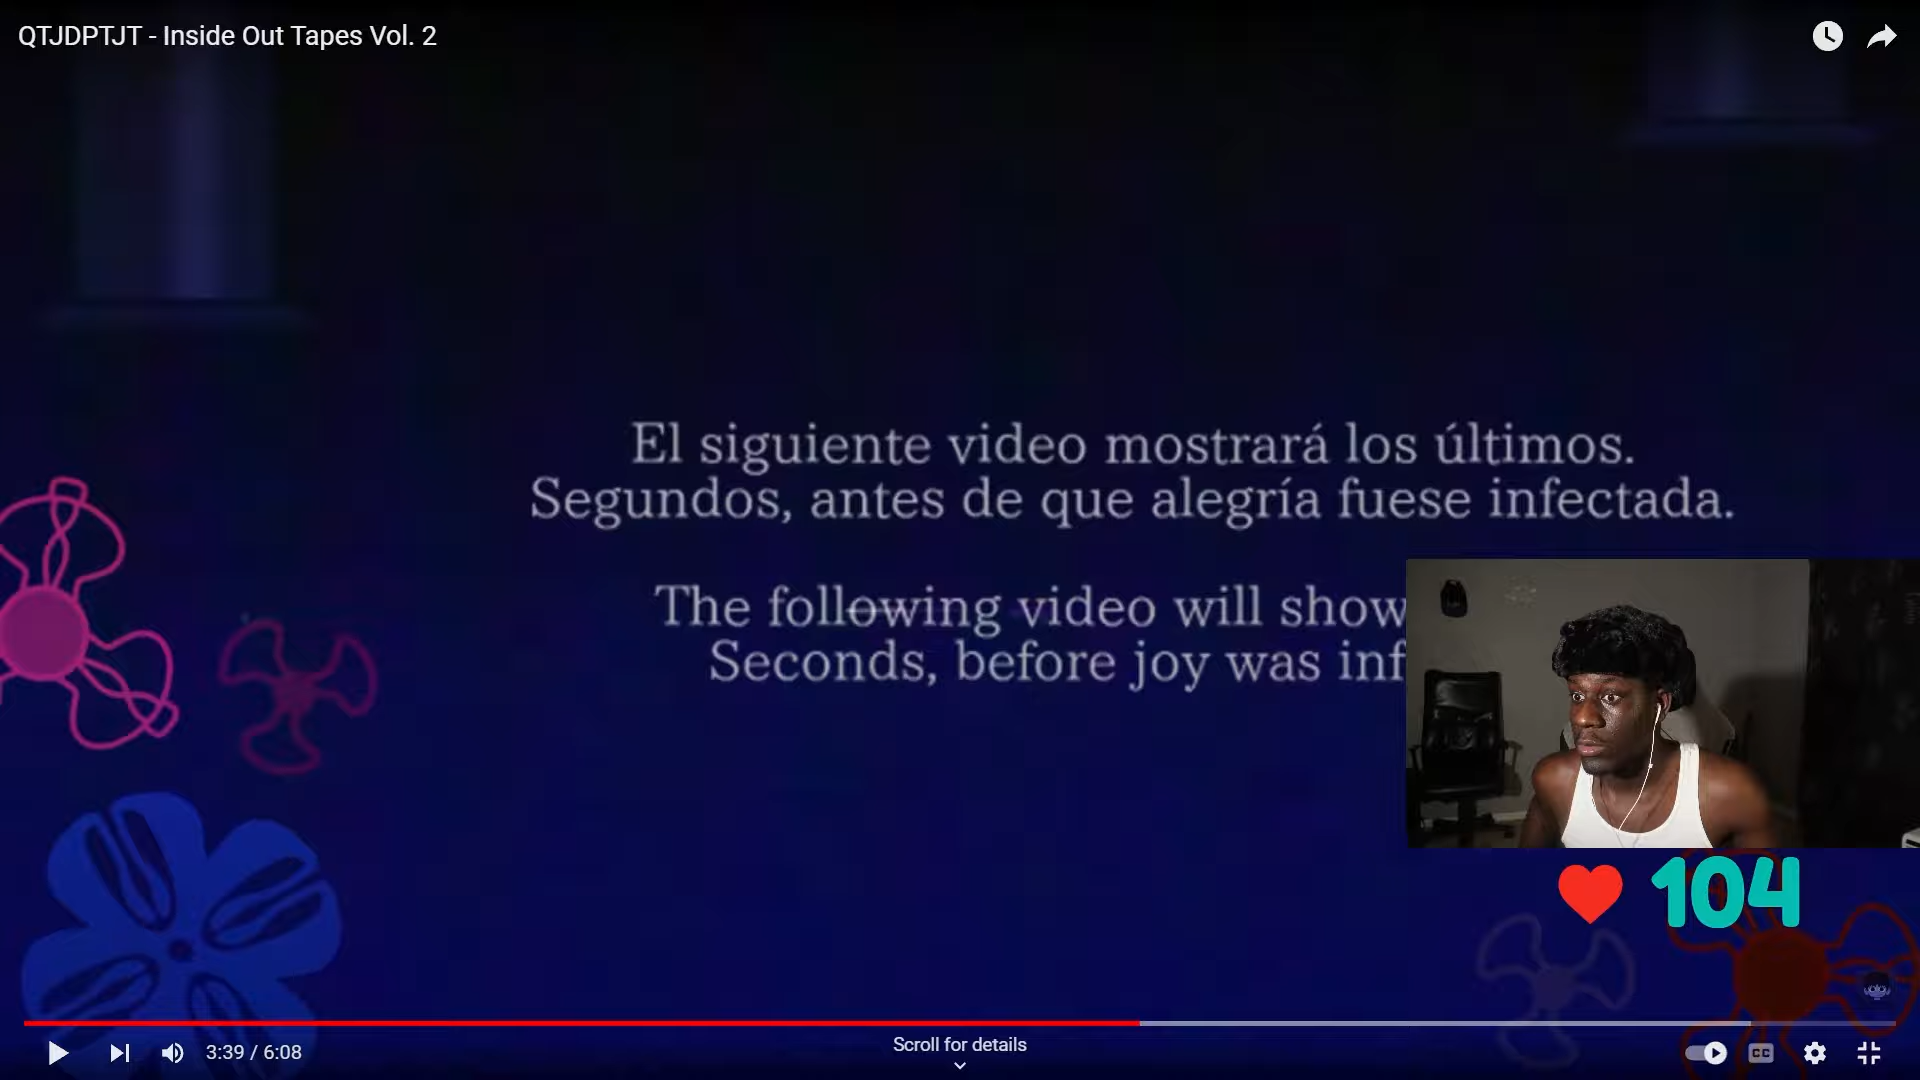 QTJDPTJT - Inside Out Tapes Vol. 2
El siguiente video mostrará los últimos.
Segundos, antes de que alegría fuese infectada.
The following video will show
Seconds, before joy was inf
104
3:39 / 6:08
Scroll for details
CC